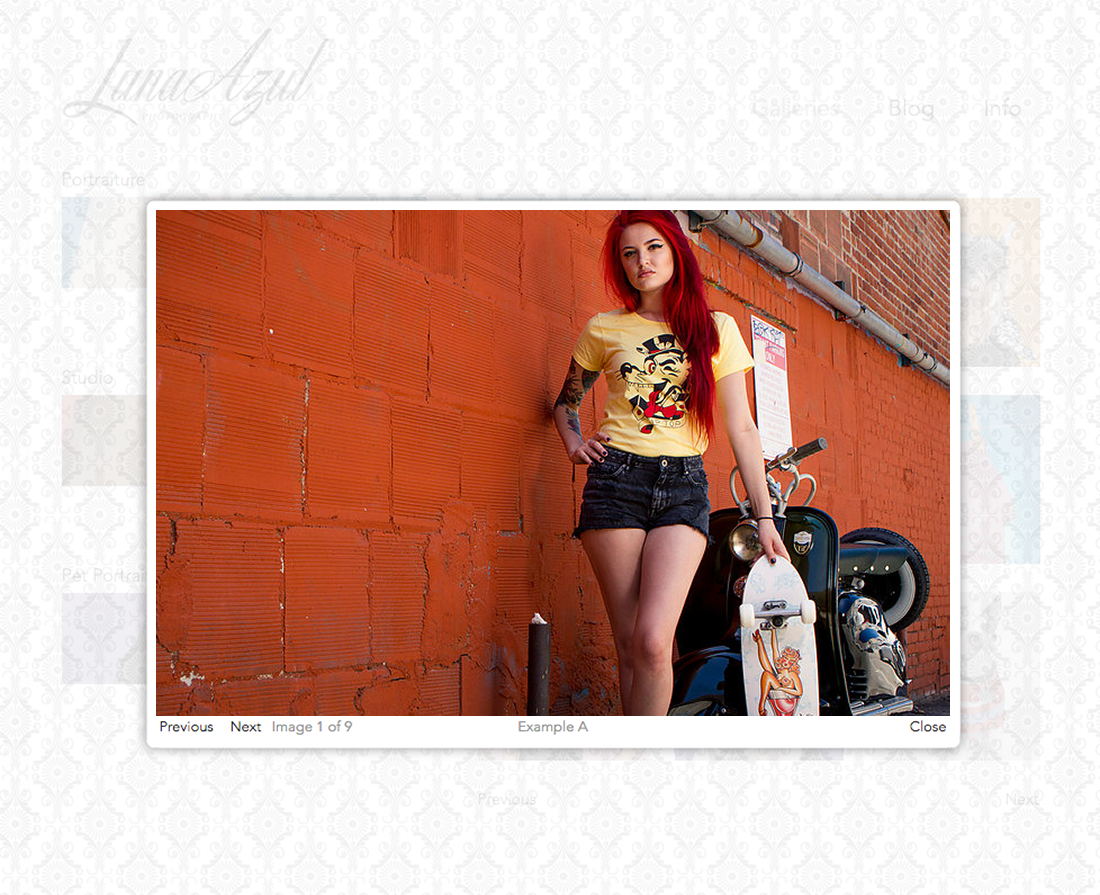 Luna Azul
PHOTOGRAPHY
Galleries Blog Info
Portraiture
Studio
Pet Portrai
Previous Next Image 1 of 9 Example A Close
Previous Next